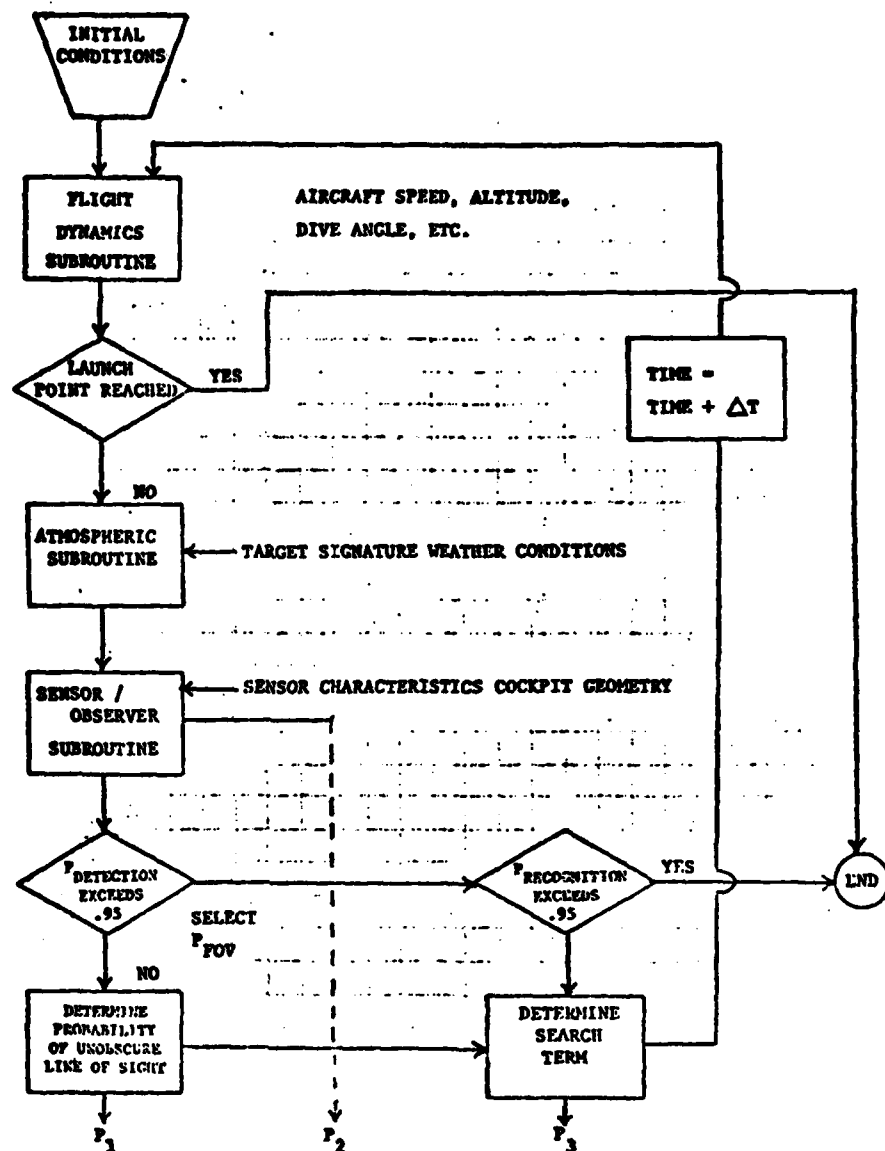 INITIAL
CONDITIONS
FLIGHT
DYNAMICS
SUBROUTINE
AIRCRAFT SPEED, ALTITUDE,
DIVE ANGLE, ETC.
LAUNCH
POINT REACHED
YES
TIME =
TIME + ΔT
NO
ATMOSPHERIC
SUBROUTINE
TARGET SIGNATURE WEATHER CONDITIONS
SENSOR /
OBSERVER
SUBROUTINE
SENSOR CHARACTERISTICS COCKPIT GEOMETRY
P DETECTION
EXCEEDS
.95
SELECT
P FOV
P RECOGNITION
EXCEEDS
.95
YES
END
NO
DETERMINE
PROBABILITY
OF UNOBSCURE
LINE OF SIGHT
DETERMINE
SEARCH
TERM
P1
P2
P3